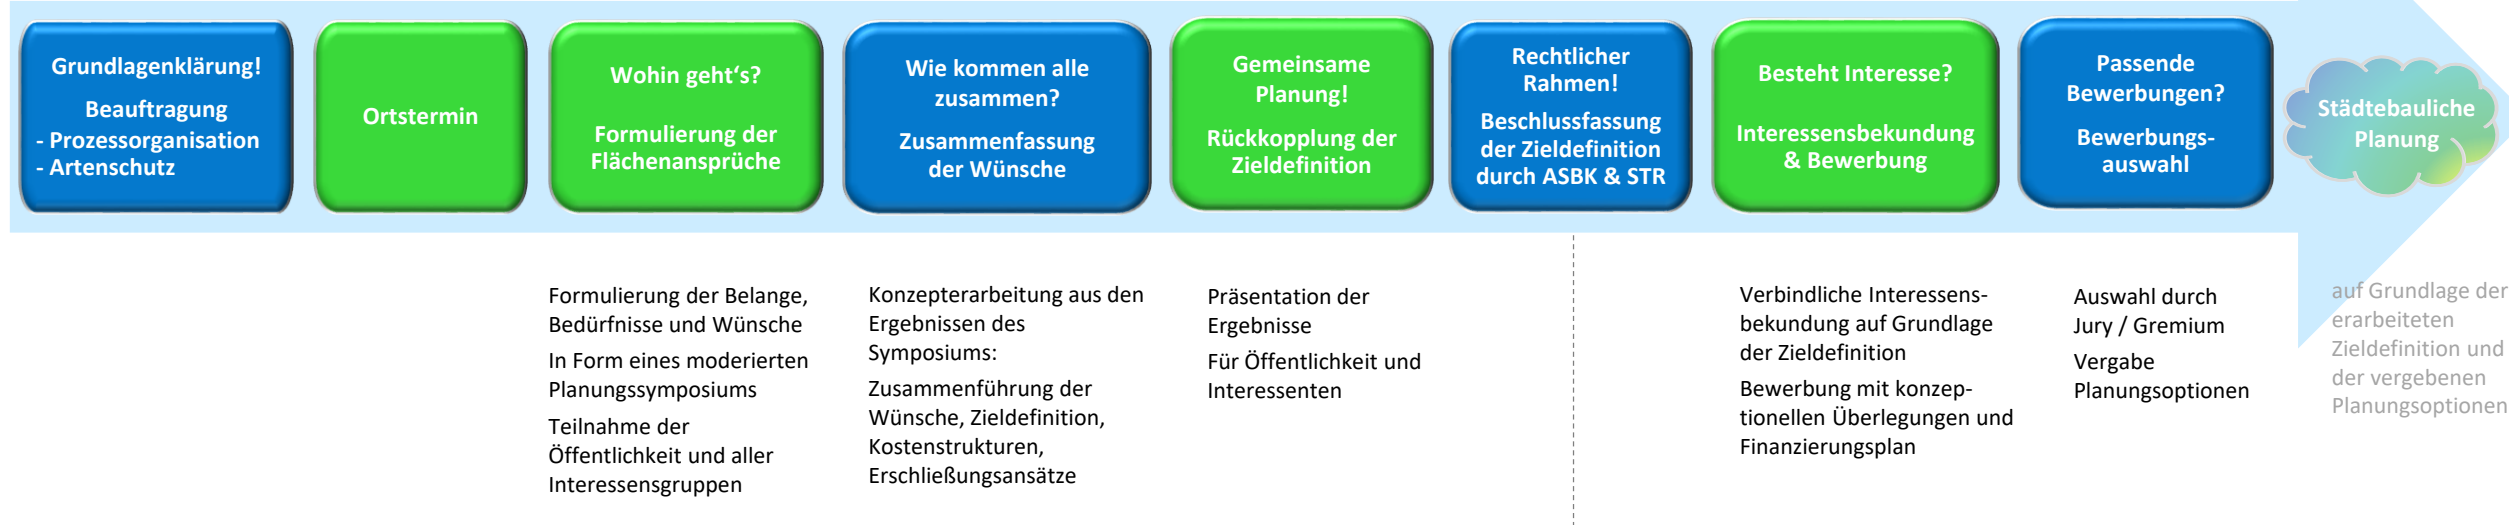 Grundlagenklärung!
Beauftragung
- Prozessorganisation
- Artenschutz
Ortstermin
Wohin geht‘s?
Formulierung der
Flächenansprüche
Wie kommen alle
zusammen?
Zusammenfassung
der Wünsche
Gemeinsame
Planung!
Rückkopplung der
Zieldefinition
Rechtlicher
Rahmen!
Beschlussfassung
der Zieldefinition
durch ASBK & STR
Besteht Interesse?
Interessensbekundung
& Bewerbung
Passende
Bewerbungen?
Bewerbungs-
auswahl
Städtebauliche
Planung
Formulierung der Belange,
Bedürfnisse und Wünsche
In Form eines moderierten
Planungssymposiums
Teilnahme der
Öffentlichkeit und aller
Interessensgruppen
Konzepterarbeitung aus den
Ergebnissen des
Symposiums:
Zusammenführung der
Wünsche, Zieldefinition,
Kostenstrukturen,
Erschließungsansätze
Präsentation der
Ergebnisse
Für Öffentlichkeit und
Interessenten
Verbindliche Interessens-
bekundung auf Grundlage
der Zieldefinition
Bewerbung mit konzep-
tionellen Überlegungen und
Finanzierungsplan
Auswahl durch
Jury / Gremium
Vergabe
Planungsoptionen
auf Grundlage der
erarbeiteten
Zieldefinition und
der vergebenen
Planungsoptionen